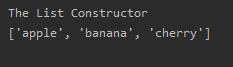 The List Constructor
['apple', 'banana', 'cherry']